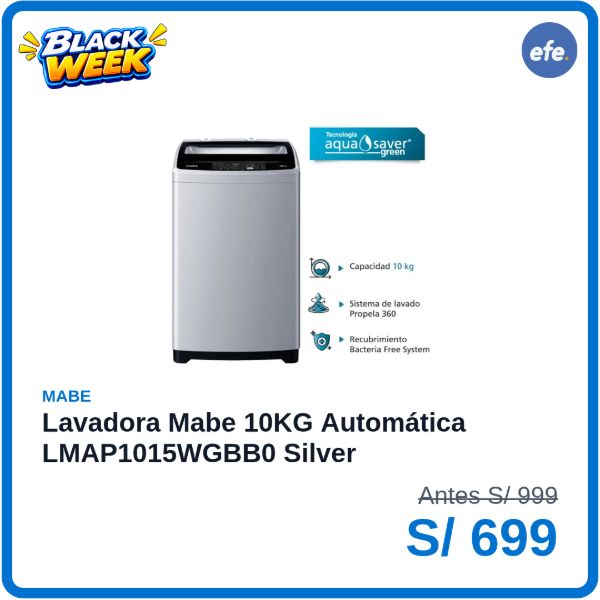 BLACK
WEEK
efe.
Tecnología
aqua saver®
green
Capacidad 10 kg
Sistema de lavado
Propela 360
Recubrimiento
Bacteria Free System
MABE
Lavadora Mabe 10KG Automática
LMAP1015WGBB0 Silver
Antes S/ 999
S/ 699